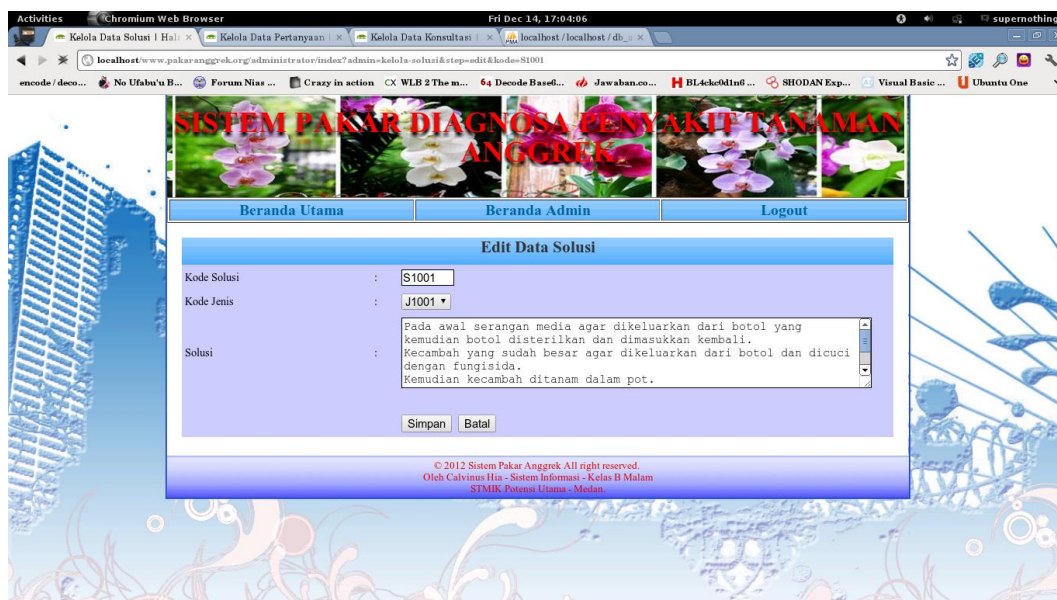 Activities Chromium Web Browser Fri Dec 14, 17:04:06 supernothing
Kelola Data Solusi | Hal Kelola Data Pertanyaan | Kelola Data Konsultasi | localhost / localhost / db_s
localhost/www.pakaranggrek.org/administrator/index?admin=kelola-solusi&step=edit&kode=S1001
encode / deco... No Ufabu'u B... Forum Nias ... Crazy in action CX WLB 2 The m... 64 Decode Base6... Jawaban.co... BL4ckc0d1n6 ... SHODAN Exp... Visual Basic ... Ubuntu One
SISTEM PAKAR DIAGNOSA PENYAKIT TANAMAN
ANGGREK
Beranda Utama Beranda Admin Logout
Edit Data Solusi
Kode Solusi : S1001
Kode Jenis : J1001
Solusi :
Pada awal serangan media agar dikeluarkan dari botol yang
kemudian botol disterilkan dan dimasukkan kembali.
Kecambah yang sudah besar agar dikeluarkan dari botol dan dicuci
dengan fungisida.
Kemudian kecambah ditanam dalam pot.
Simpan Batal
© 2012 Sistem Pakar Anggrek All right reserved.
Oleh Calvinus Hia - Sistem Informasi - Kelas B Malam
STMIK Potensi Utama - Medan.